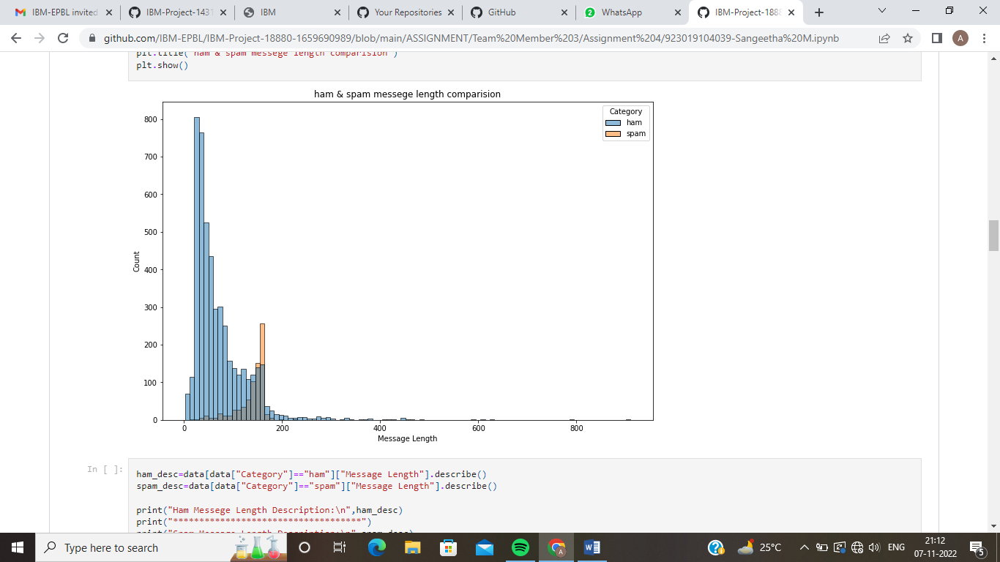 IBM-EPBL invited
IBM-Project-1431
IBM
Your Repositories
GitHub
WhatsApp
IBM-Project-1888
github.com/IBM-EPBL/IBM-Project-18880-1659690989/blob/main/ASSIGNMENT/Team%20Member%203/Assignment%204/923019104039-Sangeetha%20M.ipynb
A
plt.title("ham & spam messege length comparision")
plt.show()
ham & spam messege length comparision
Category
ham
spam
800
700
600
500
400
300
200
100
0
Count
0 200 400 600 800
Message Length
In [ ]:
ham_desc=data[data["Category"]=="ham"]["Message Length"].describe()
spam_desc=data[data["Category"]=="spam"]["Message Length"].describe()
print("Ham Messege Length Description:\n",ham_desc)
print("************************************")
print("Spam Message Length Description:\n",spam_desc)
Type here to search
25°C
ENG
21:12
07-11-2022
5